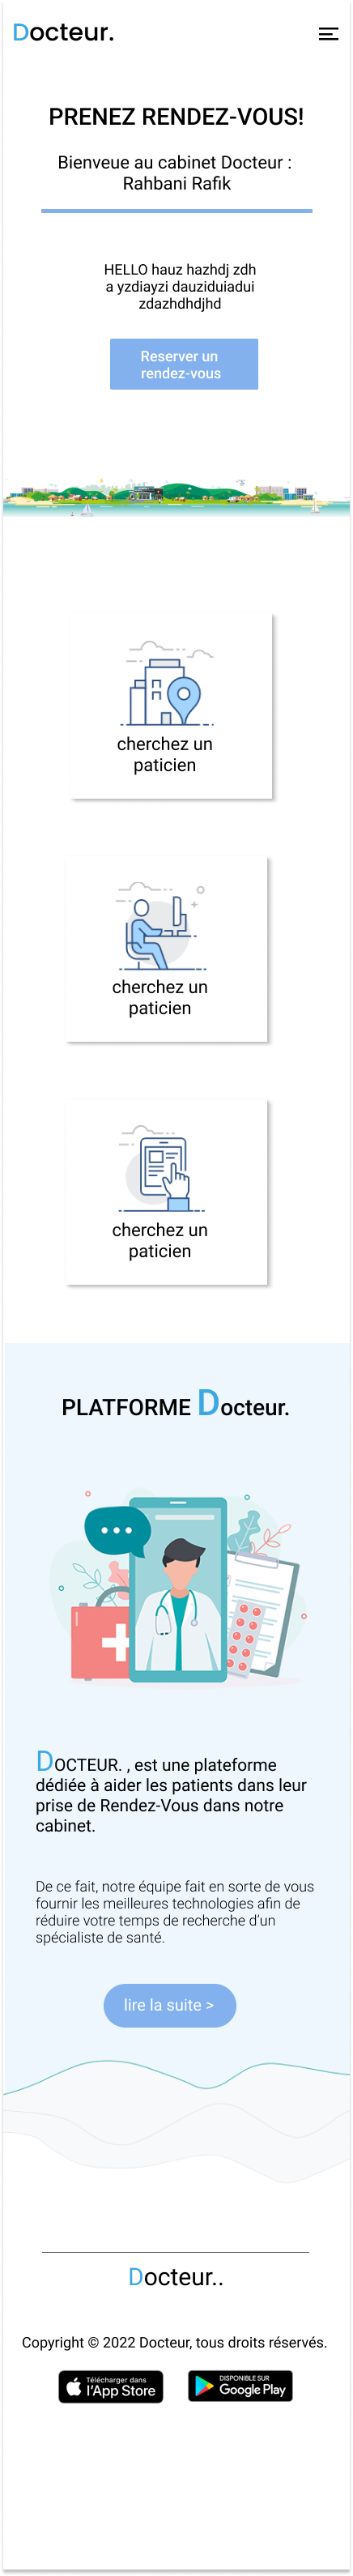 Docteur.
PRENEZ RENDEZ-VOUS!
Bienveue au cabinet Docteur :
Rahbani Rafik
HELLO hauz hazhdj zdh
a yzdiayzi dauziduiadui
zdazhdhdjhd
Reserver un
rendez-vous
cherchez un
paticien
cherchez un
paticien
cherchez un
paticien
PLATFORME Docteur.
DOCTEUR. , est une plateforme
dédiée à aider les patients dans leur
prise de Rendez-Vous dans notre
cabinet.
De ce fait, notre équipe fait en sorte de vous
fournir les meilleures technologies afin de
réduire votre temps de recherche d’un
spécialiste de santé.
lire la suite >
Docteur..
Copyright © 2022 Docteur, tous droits réservés.
Télécharger dans
l'App Store
DISPONIBLE SUR
Google Play